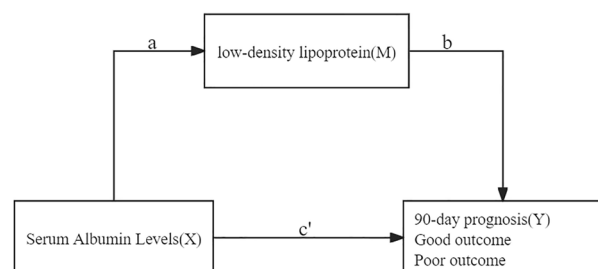 a
low-density lipoprotein(M)
b
Serum Albumin Levels(X)
c'
90-day prognosis(Y)
Good outcome
Poor outcome